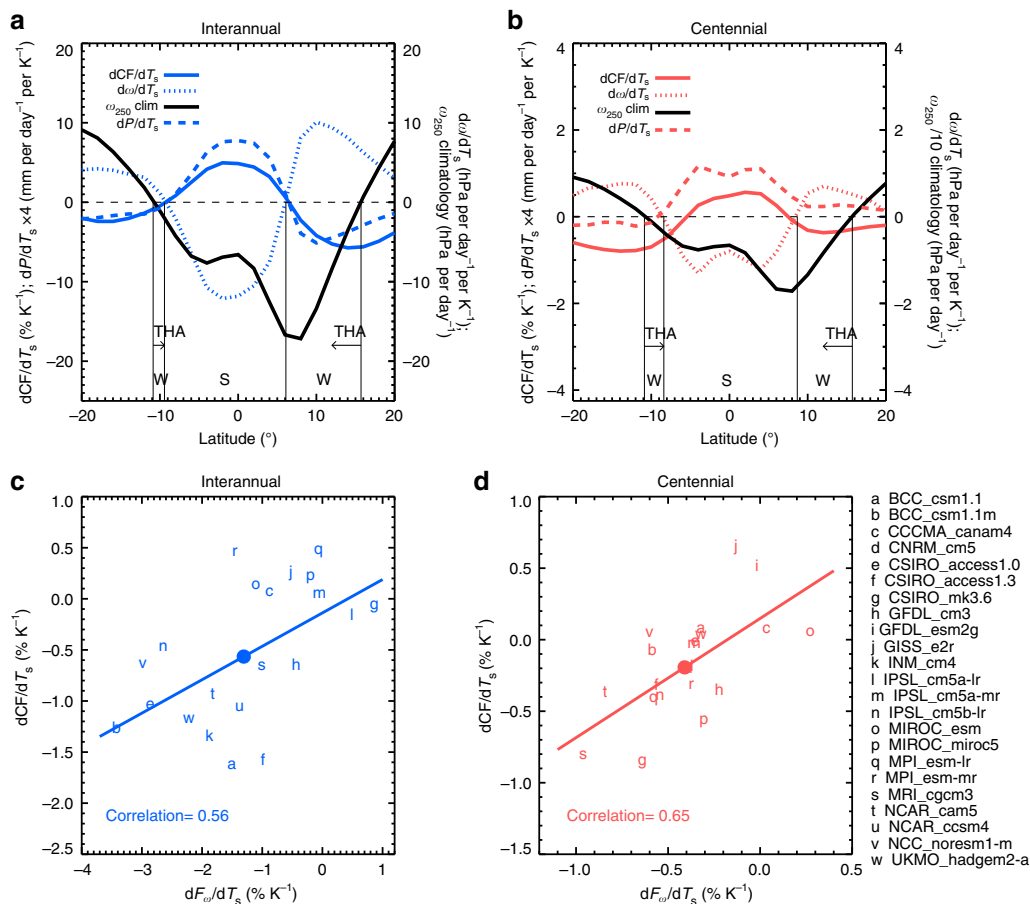 a
Interannual
dCF/dTs (% K−1); dP/dTs ×4 (mm per day−1 per K−1)
20
10
0
−10
−20
dCF/dTs
dω/dTs
ω250 clim
dP/dTs
THA
THA
W
S
W
20
10
0
−10
−20
dω/dTs (hPa per day−1 per K−1);
ω250 climatology (hPa per day−1)
−20
−10
0
10
20
Latitude (°)
b
Centennial
dCF/dTs (% K−1); dP/dTs ×4 (mm per day−1 per K−1)
4
2
0
−2
−4
dCF/dTs
dω/dTs
ω250 clim
dP/dTs
THA
THA
W
S
W
4
2
0
−2
−4
dω/dTs (hPa per day−1 per K−1);
ω250/10 climatology (hPa per day−1)
−20
−10
0
10
20
Latitude (°)
c
Interannual
dCF/dTs (% K−1)
1.0
0.5
0.0
−0.5
−1.0
−1.5
−2.0
−2.5
r
q
j
p
o
c
m
g
l
n
v
s
h
t
e
u
w
b
k
f
a
Correlation= 0.56
−4
−3
−2
−1
0
1
dFω/dTs (% K−1)
d
Centennial
dCF/dTs (% K−1)
1.0
0.5
0.0
−0.5
−1.0
−1.5
j
i
v
a
w
c
o
e
m
b
t
f
q
n
r
h
p
s
g
Correlation= 0.65
−1.0
−0.5
0.0
0.5
dFω/dTs (% K−1)
a BCC_csm1.1
b BCC_csm1.1m
c CCCMA_canam4
d CNRM_cm5
e CSIRO_access1.0
f CSIRO_access1.3
g CSIRO_mk3.6
h GFDL_cm3
i GFDL_esm2g
j GISS_e2r
k INM_cm4
l IPSL_cm5a-lr
m IPSL_cm5a-mr
n IPSL_cm5b-lr
o MIROC_esm
p MIROC_miroc5
q MPI_esm-lr
r MPI_esm-mr
s MRI_cgcm3
t NCAR_cam5
u NCAR_ccsm4
v NCC_noresm1-m
w UKMO_hadgem2-a